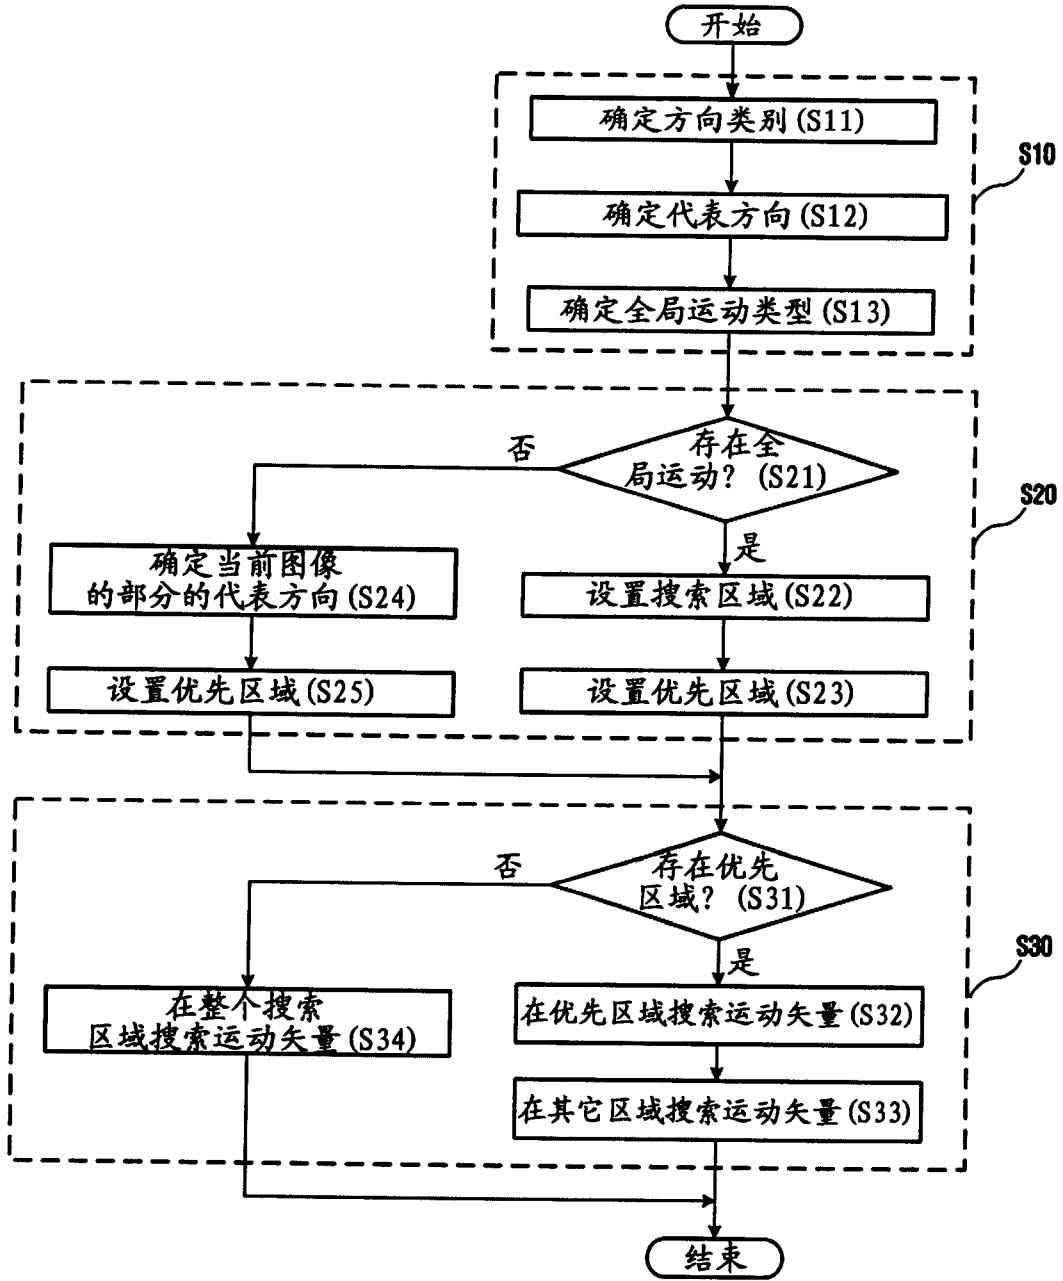 开始
确定方向类别(S11)
S10
确定代表方向(S12)
确定全局运动类型(S13)
存在全
局运动？(S21)
否
是
S20
确定当前图像
的部分的代表方向(S24)
设置搜索区域(S22)
设置优先区域(S25)
设置优先区域(S23)
存在优先
区域？(S31)
否
是
S30
在整个搜索
区域搜索运动矢量(S34)
在优先区域搜索运动矢量(S32)
在其它区域搜索运动矢量(S33)
结束